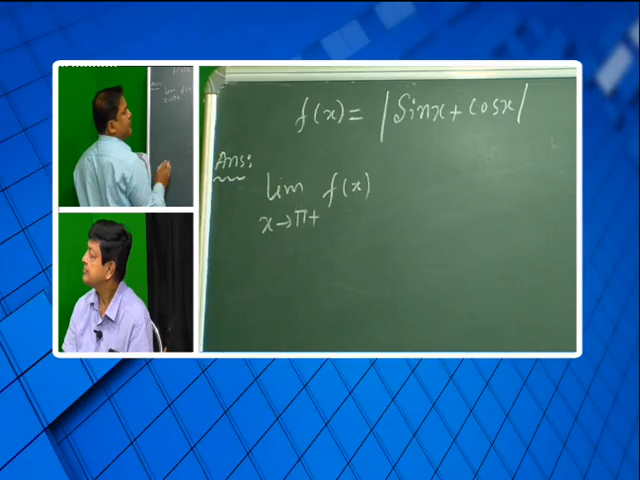 f(x) = |Sinx + Cosx|
Ans:
lim f(x)
x→π+